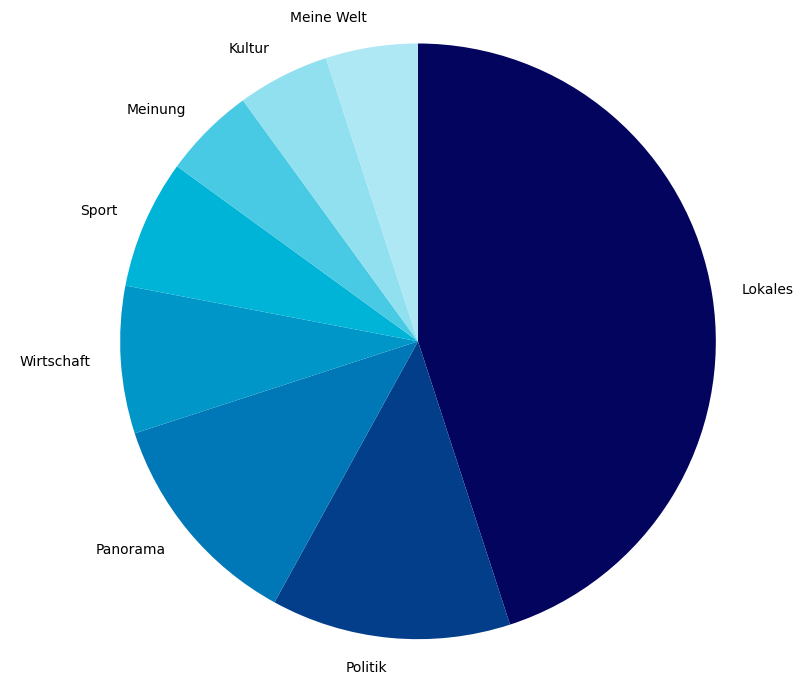 Meine Welt
Kultur
Meinung
Sport
Lokales
Wirtschaft
Panorama
Politik